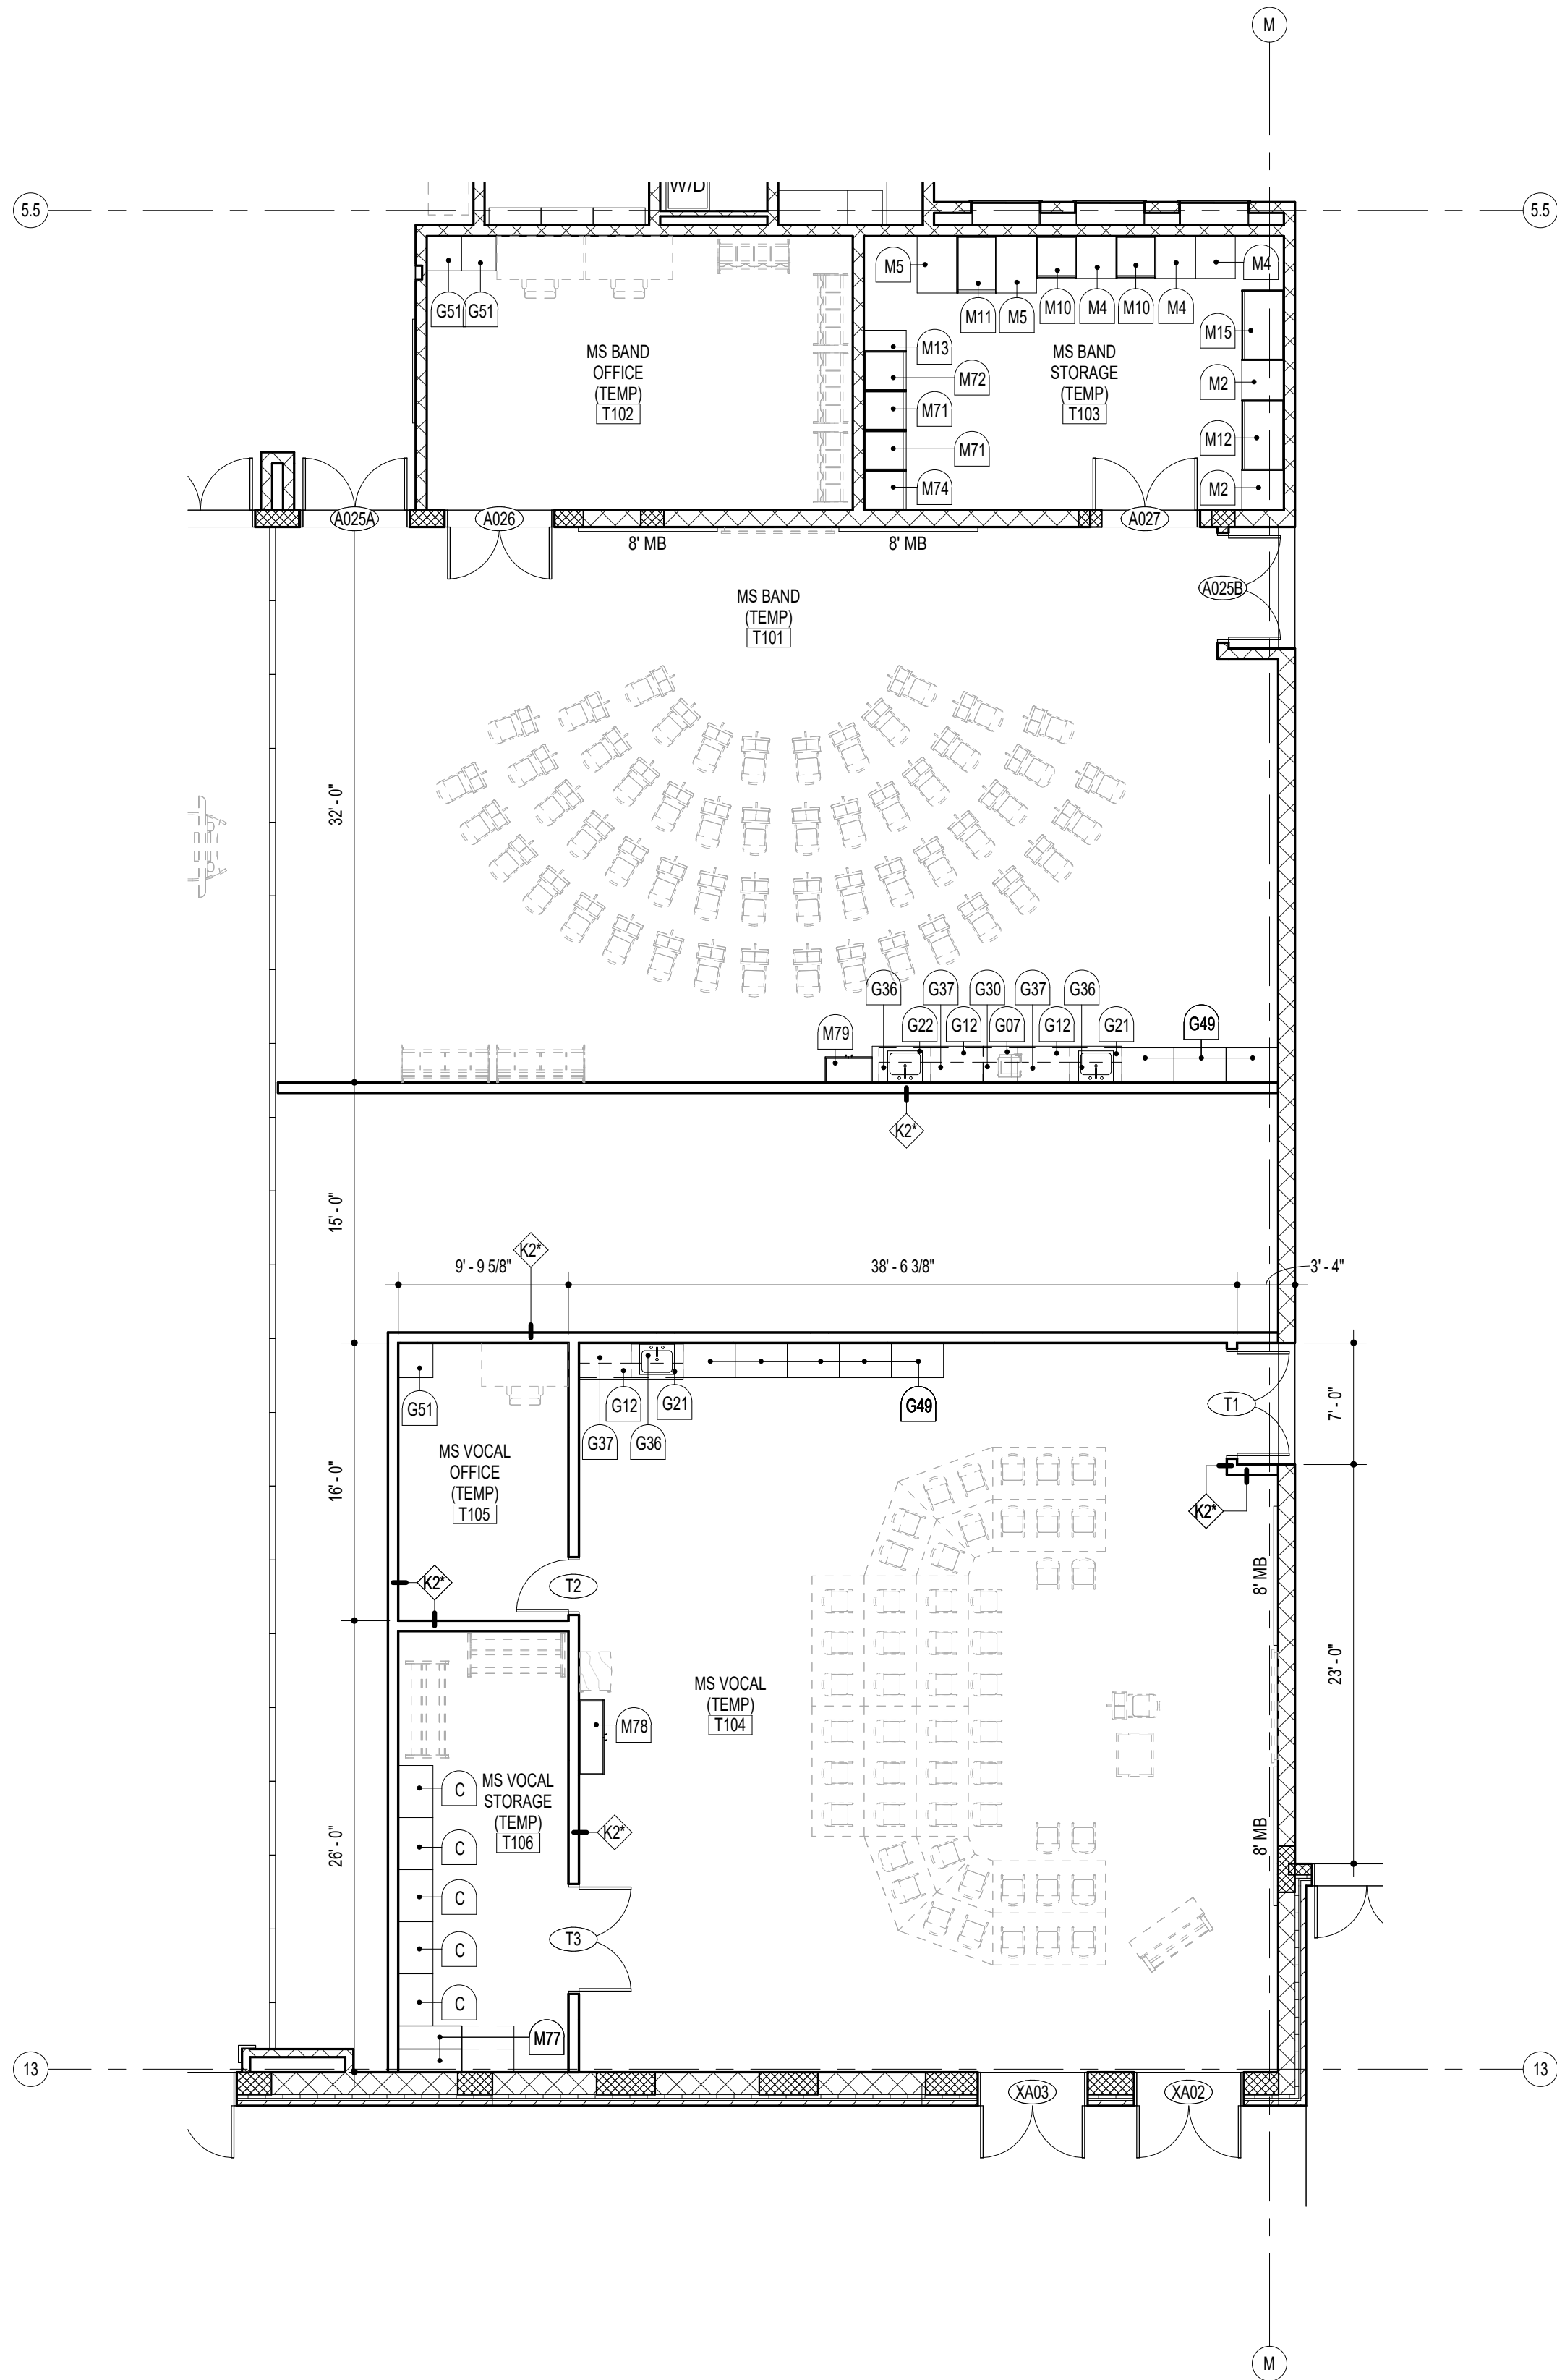 M
5.5
5.5
W/D
M5
M4
G51
G51
M11
M5
M10
M4
M10
M4
M15
M13
MS BAND
OFFICE
(TEMP)
T102
MS BAND
STORAGE
(TEMP)
T103
M72
M2
M71
M12
M71
M74
M2
A025A
A026
A027
8' MB
8' MB
A025B
MS BAND
(TEMP)
T101
32' - 0"
G36
G37
G30
G37
G36
M79
G22
G12
G07
G12
G21
G49
K2*
15' - 0"
K2*
9' - 9 5/8"
38' - 6 3/8"
3' - 4"
G51
G12
G21
G49
T1
7' - 0"
G37
G36
MS VOCAL
OFFICE
(TEMP)
T105
16' - 0"
K2*
K2*
T2
8' MB
23' - 0"
MS VOCAL
(TEMP)
T104
M78
MS VOCAL
STORAGE
(TEMP)
T106
C
K2*
8' MB
26' - 0"
C
C
C
T3
C
M77
13
13
XA03
XA02
M